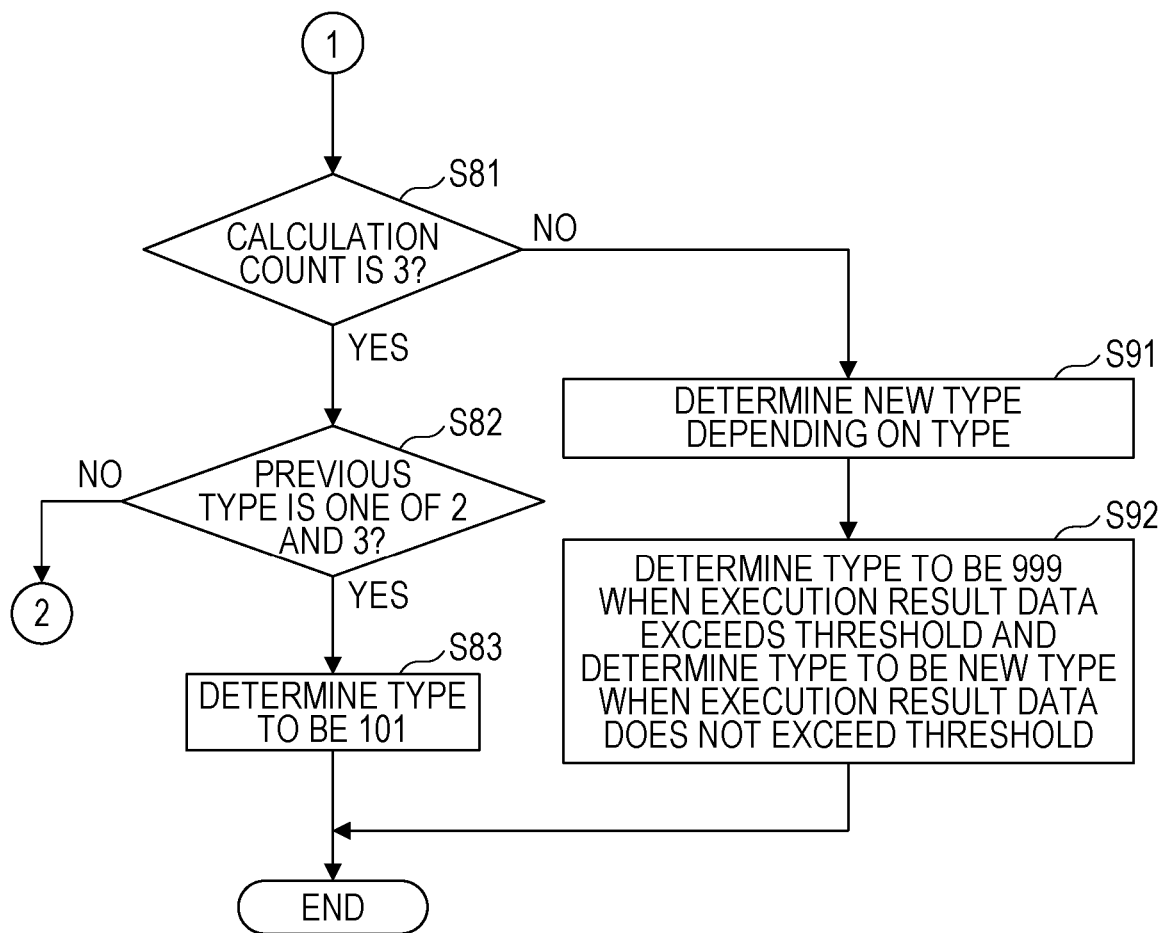 1
S81
CALCULATION
COUNT IS 3?
NO
YES
S91
DETERMINE NEW TYPE
DEPENDING ON TYPE
S82
NO
PREVIOUS
TYPE IS ONE OF 2
AND 3?
2
YES
S92
DETERMINE TYPE TO BE 999
WHEN EXECUTION RESULT DATA
EXCEEDS THRESHOLD AND
DETERMINE TYPE TO BE NEW TYPE
WHEN EXECUTION RESULT DATA
DOES NOT EXCEED THRESHOLD
S83
DETERMINE TYPE
TO BE 101
END